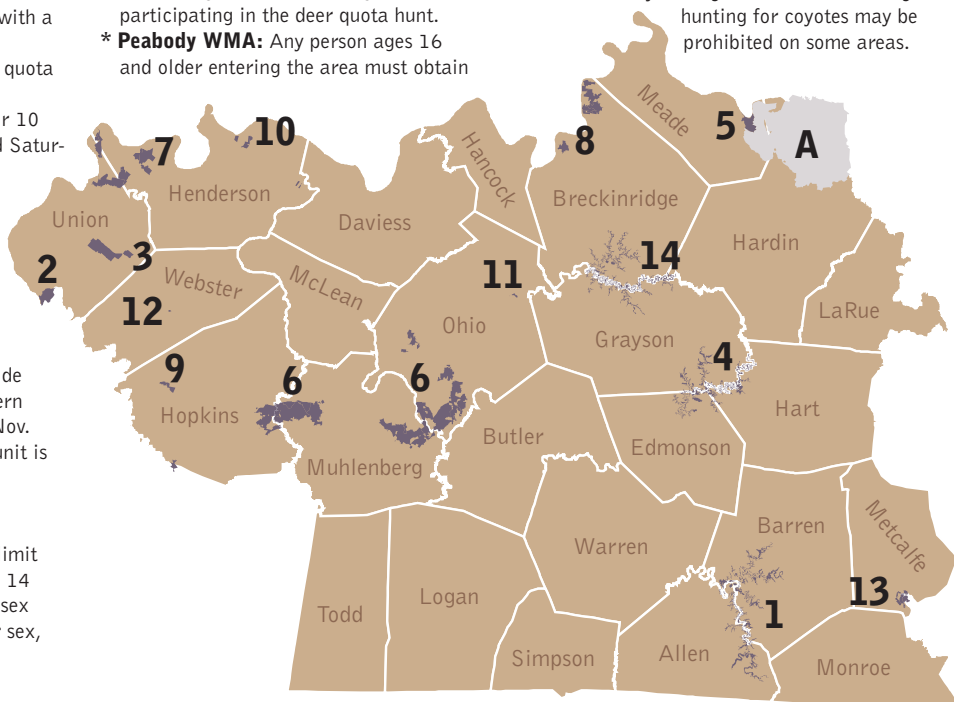 with a
quota
r 10
d Satur-
de
ern
Nov.
unit is
imit
14
sex
sex,
participating in the deer quota hunt.
* Peabody WMA: Any person ages 16
and older entering the area must obtain
hunting for coyotes may be
prohibited on some areas.
Meade
5
A
7
10
8
Hancock
Henderson
Breckinridge
Union
Daviess
Hardin
3
14
2
Webster
McLean
11
12
Ohio
LaRue
Grayson
4
9
6
6
Hopkins
Hart
Butler
Edmonson
Muhlenberg
Barren
Metcalfe
Warren
13
Todd
Logan
1
Simpson
Allen
Monroe